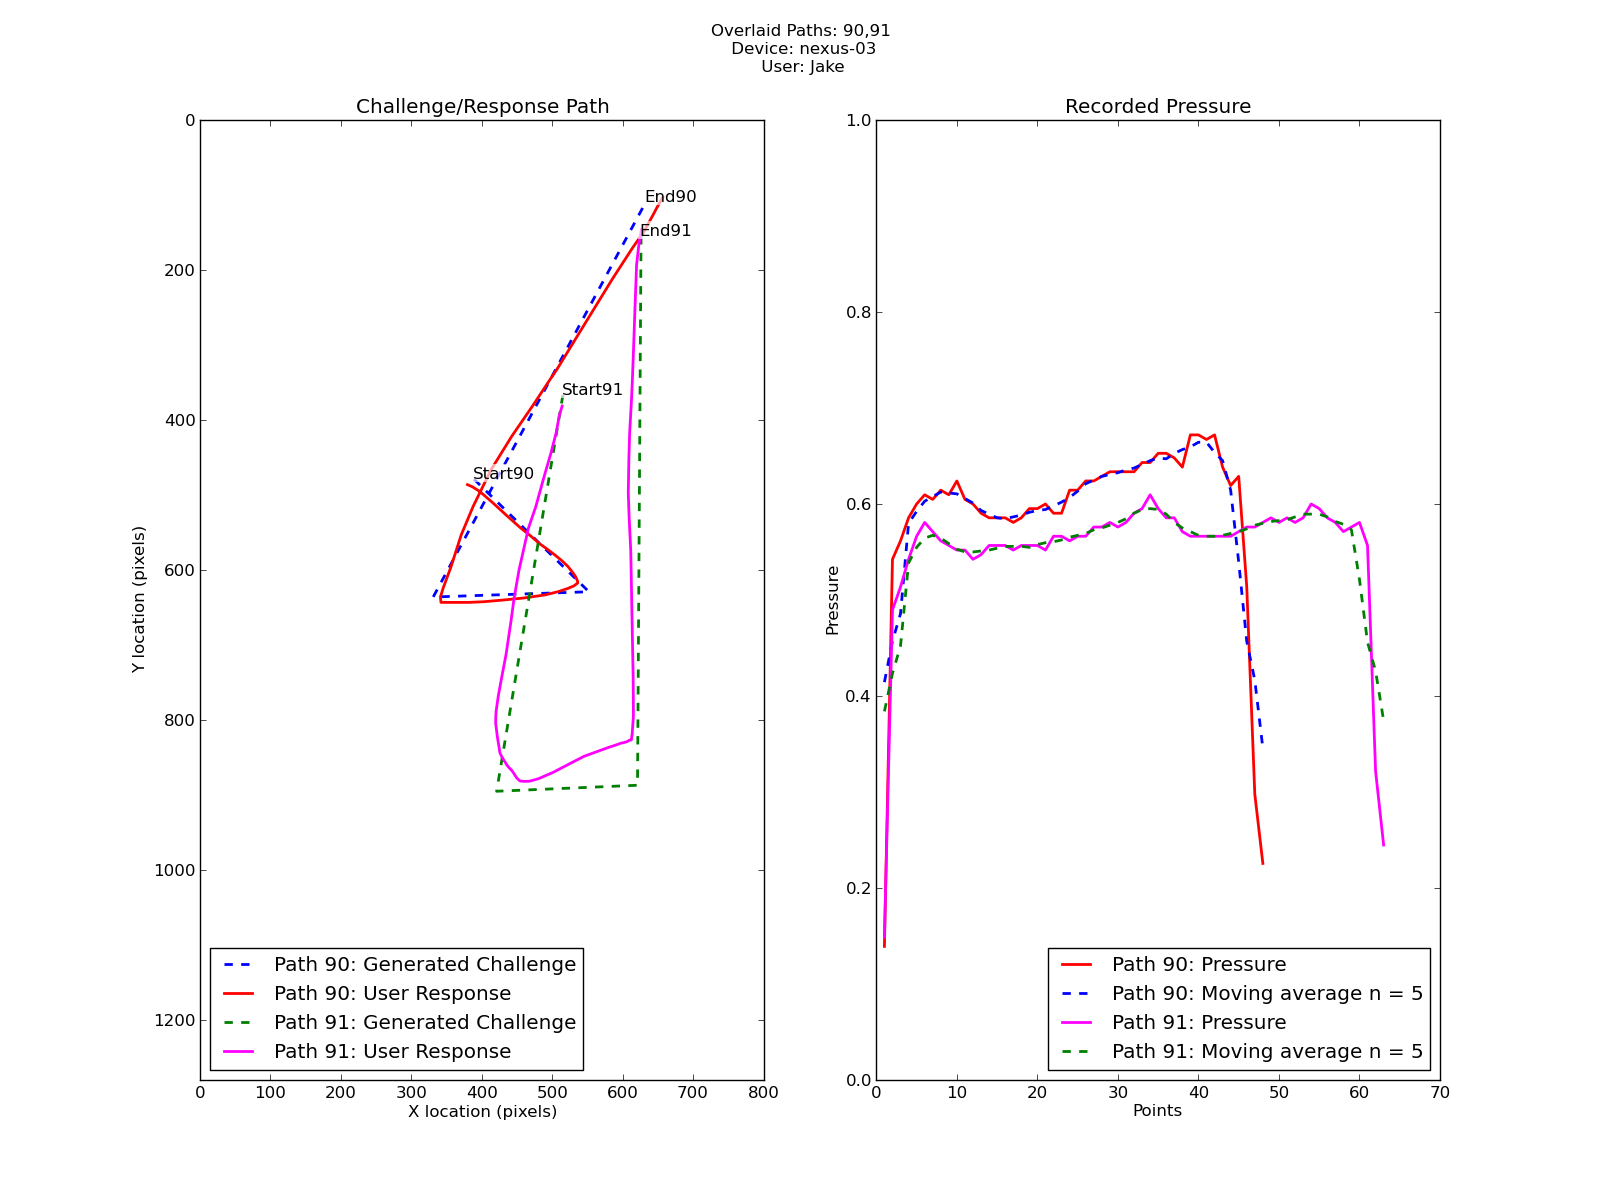 Overlaid Paths: 90,91
Device: nexus-03
User: Jake
Challenge/Response Path
0
200
400
600
800
1000
1200
Y location (pixels)
End90
End91
Start91
Start90
Path 90: Generated Challenge
Path 90: User Response
Path 91: Generated Challenge
Path 91: User Response
0 100 200 300 400 500 600 700 800
X location (pixels)
Recorded Pressure
1.0
0.8
0.6
0.4
0.2
0.0
Pressure
Path 90: Pressure
Path 90: Moving average n = 5
Path 91: Pressure
Path 91: Moving average n = 5
0 10 20 30 40 50 60 70
Points